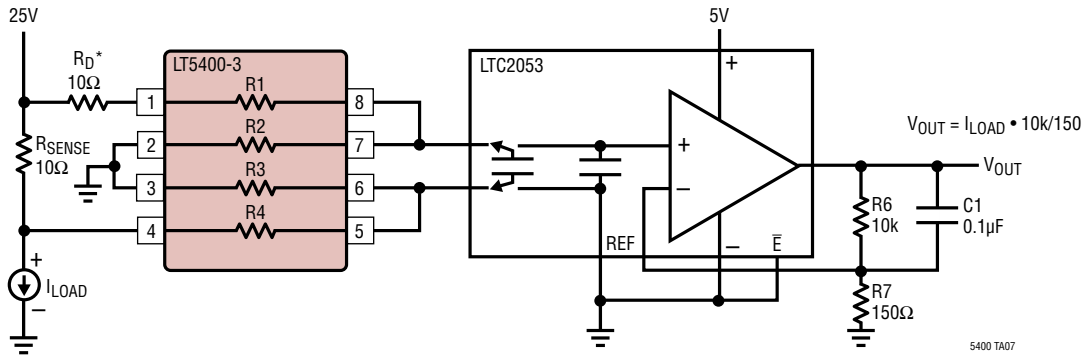 25V
R_D*
10Ω
R_SENSE
10Ω
+
−
I_LOAD
LT5400-3
R1
R2
R3
R4
1
2
3
4
8
7
6
5
LTC2053
5V
+
+
−
−
REF
E̅
V_OUT = I_LOAD • 10k/150
V_OUT
R6
10k
C1
0.1µF
R7
150Ω
5400 TA07